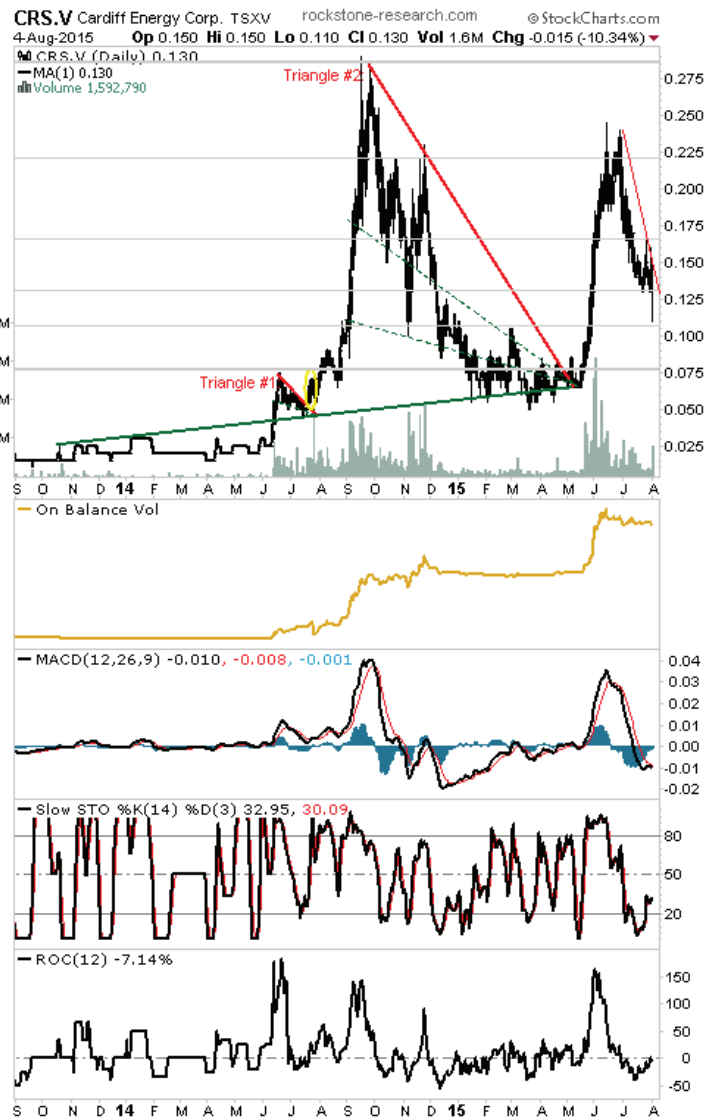 CRS.V Cardiff Energy Corp. TSXV rockstone-research.com © StockCharts.com
4-Aug-2015 Op 0.150 Hi 0.150 Lo 0.110 Cl 0.130 Vol 1.6M Chg -0.015 (-10.34%)
CRS.V (Daily) 0.130
MA(1) 0.130
Volume 1,592,790
Triangle #2
Triangle #1
0.275
0.250
0.225
0.200
0.175
0.150
0.125
0.100
0.075
0.050
0.025
M
M
M
M
S O N D 14 F M A M J J A S O N D 15 F M A M J J A
On Balance Vol
MACD(12,26,9) -0.010, -0.008, -0.001
0.04
0.03
0.02
0.01
0.00
-0.01
-0.02
Slow STO %K(14) %D(3) 32.95, 30.09
80
50
20
ROC(12) -7.14%
150
100
50
0
-50
S O N D 14 F M A M J J A S O N D 15 F M A M J J A